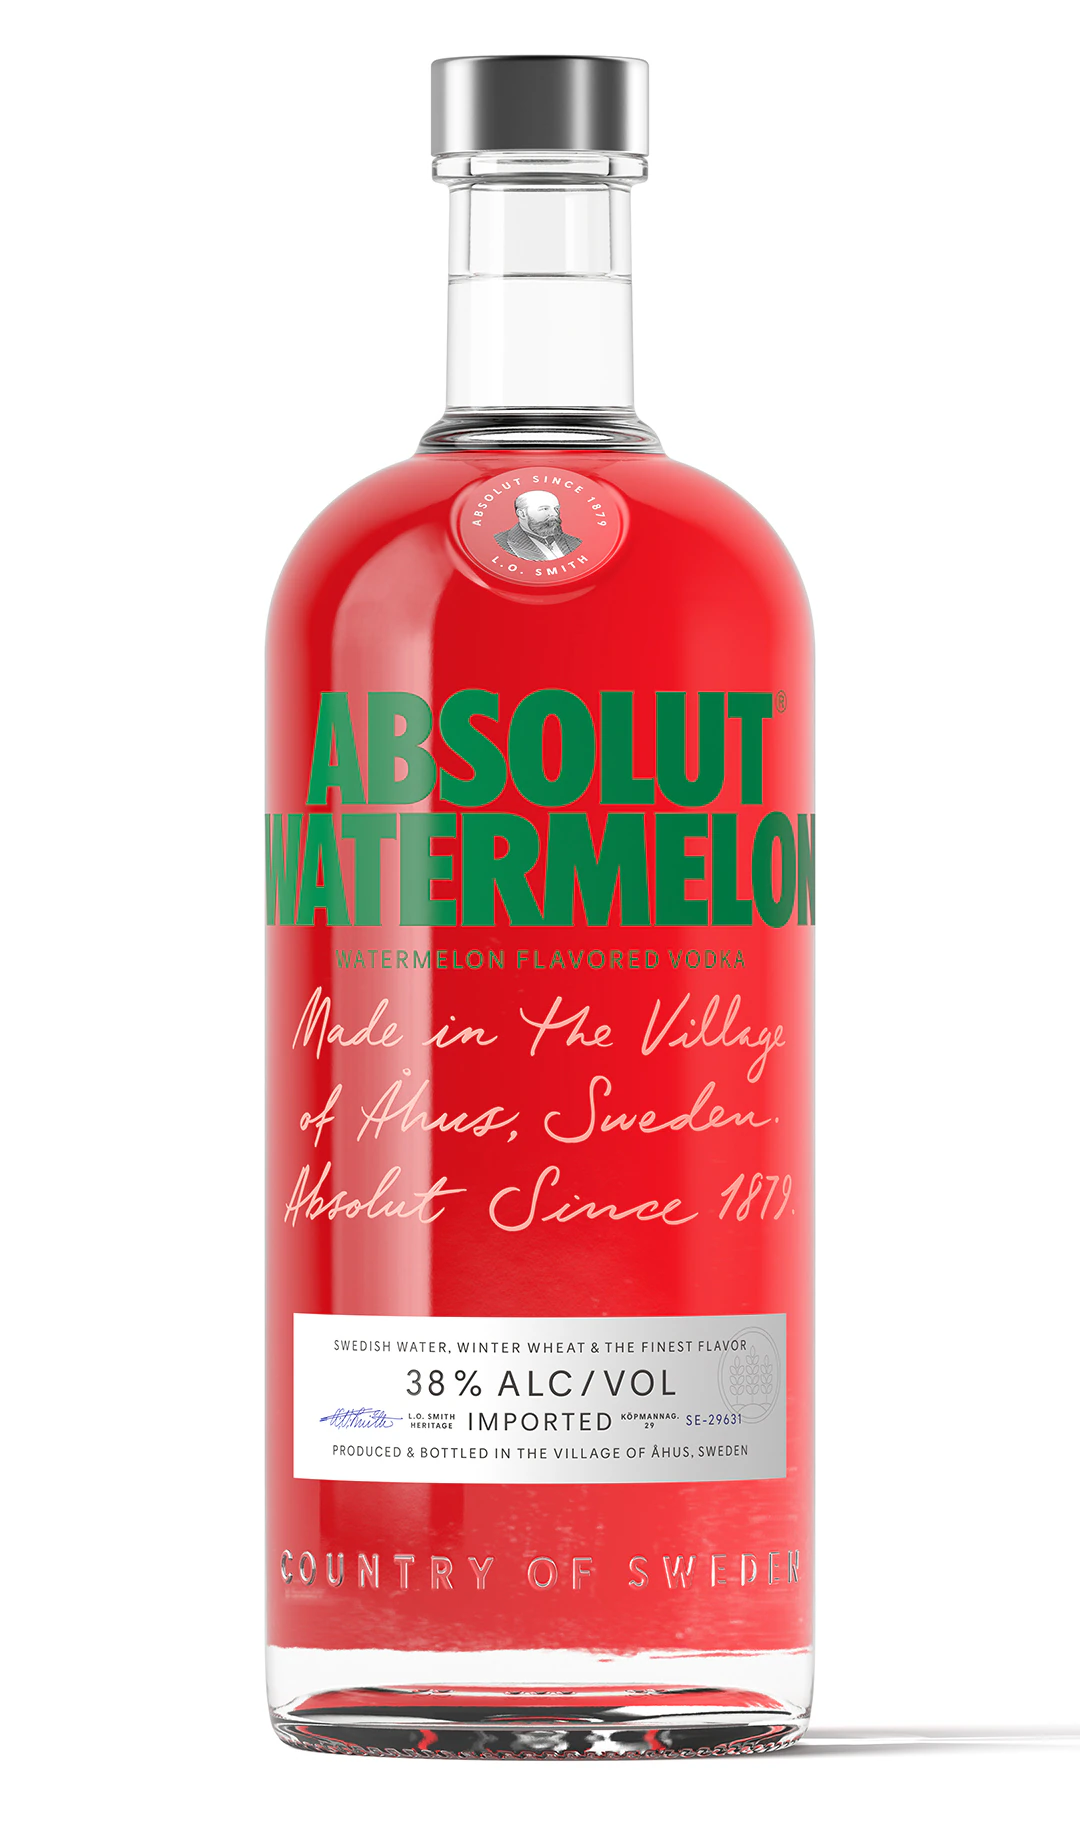 ABSOLUT SINCE 1879
L.O. SMITH
ABSOLUT®
WATERMELON
WATERMELON FLAVORED VODKA
Made in the Village
of Åhus, Sweden.
Absolut Since 1879.
SWEDISH WATER, WINTER WHEAT & THE FINEST FLAVOR
38% ALC/VOL
L.O. SMITH HERITAGE IMPORTED KÖPMANNAG. 29 SE-29631
PRODUCED & BOTTLED IN THE VILLAGE OF ÅHUS, SWEDEN
COUNTRY OF SWEDEN